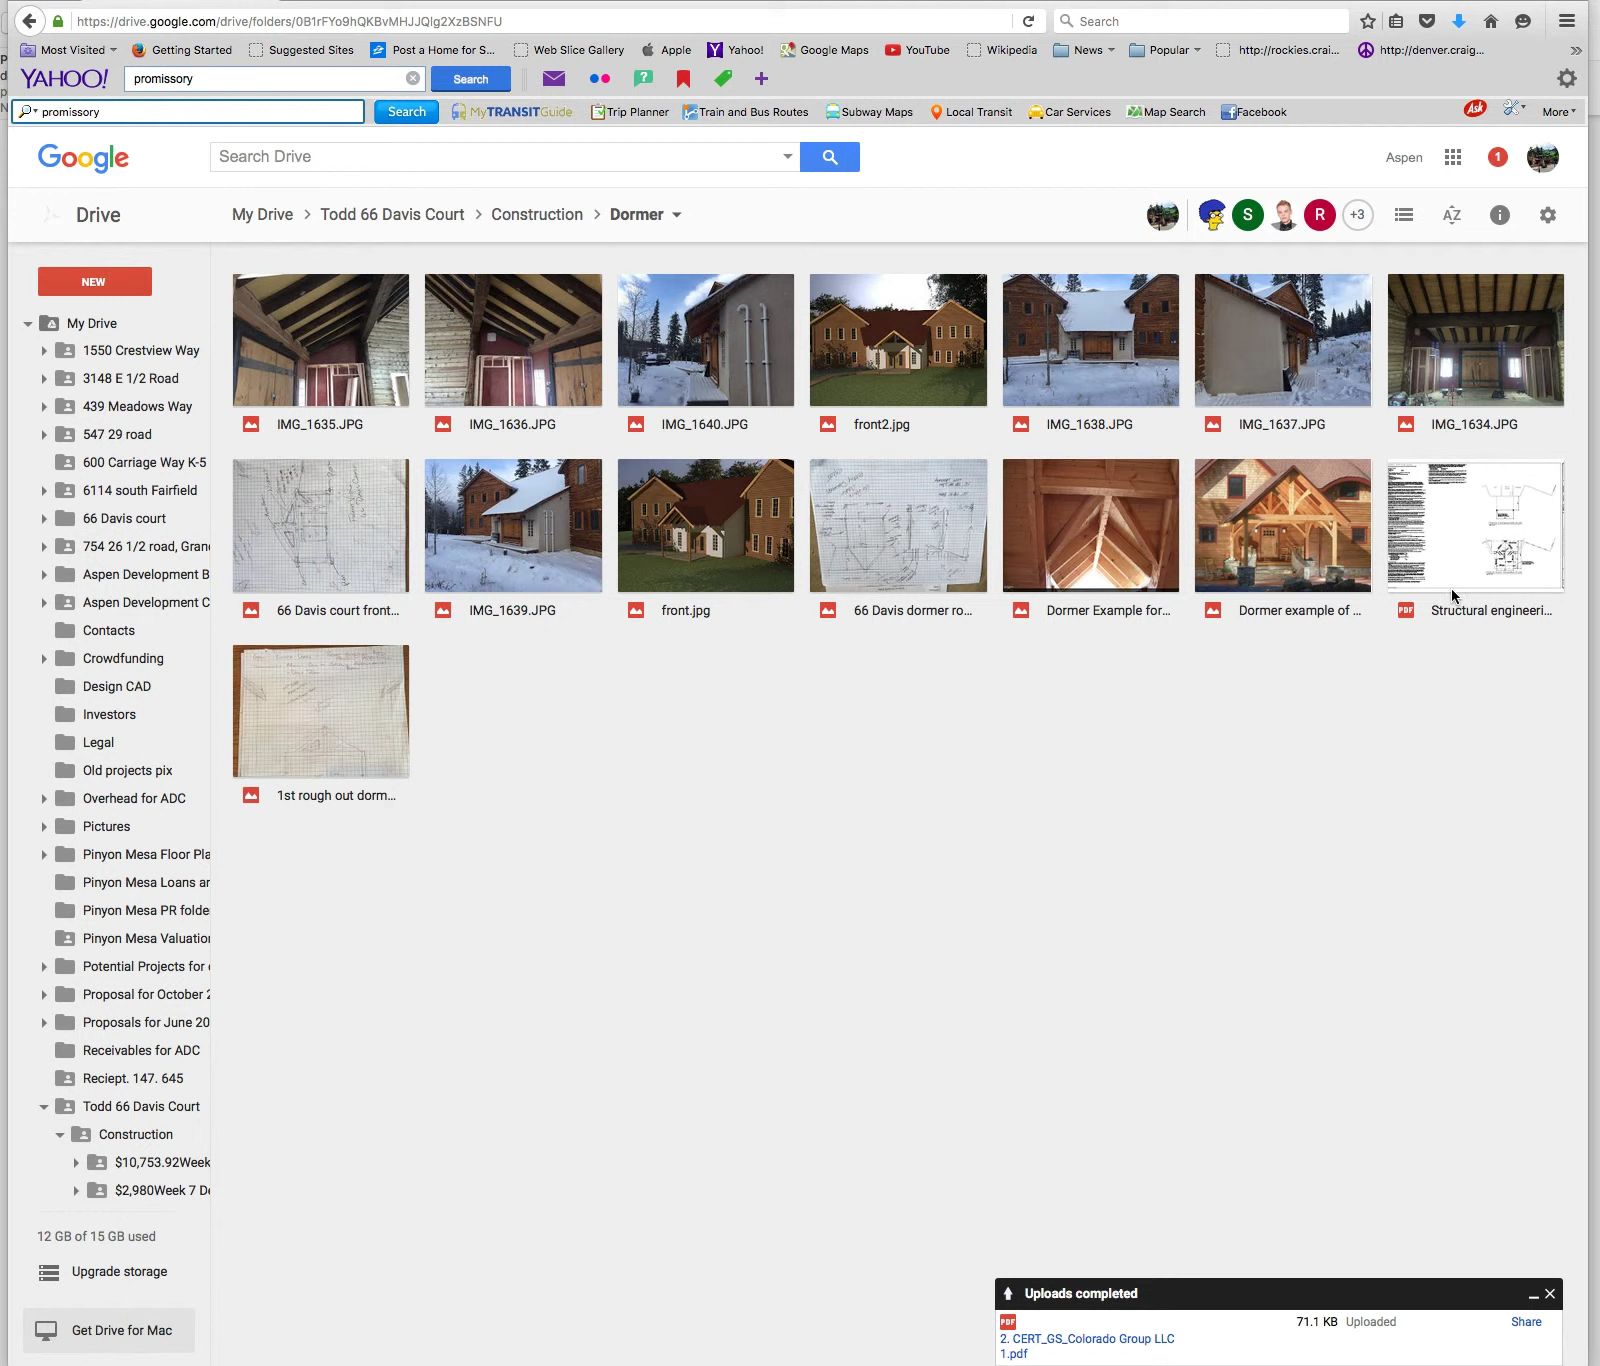 https://drive.google.com/drive/folders/0B1rFYo9hQKBvMHJJQlg2XzBSNFU
Search
Most Visited
Getting Started
Suggested Sites
Post a Home for S...
Web Slice Gallery
Apple
Yahoo!
Google Maps
YouTube
Wikipedia
News
Popular
http://rockies.crai...
http://denver.craig...
YAHOO!
promissory
Search
promissory
Search
MyTRANSITGuide
Trip Planner
Train and Bus Routes
Subway Maps
Local Transit
Car Services
Map Search
Facebook
Ask
More
Google
Search Drive
Aspen
1
Drive
My Drive > Todd 66 Davis Court > Construction > Dormer
S
R
+3
AZ
NEW
My Drive
1550 Crestview Way
3148 E 1/2 Road
439 Meadows Way
547 29 road
600 Carriage Way K-5
6114 south Fairfield
66 Davis court
754 26 1/2 road, Gran
Aspen Development B
Aspen Development C
Contacts
Crowdfunding
Design CAD
Investors
Legal
Old projects pix
Overhead for ADC
Pictures
Pinyon Mesa Floor Pla
Pinyon Mesa Loans an
Pinyon Mesa PR folde
Pinyon Mesa Valuation
Potential Projects for
Proposal for October 2
Proposals for June 20
Receivables for ADC
Reciept. 147. 645
Todd 66 Davis Court
Construction
$10,753.92Week
$2,980Week 7 De
12 GB of 15 GB used
Upgrade storage
Get Drive for Mac
IMG_1635.JPG
IMG_1636.JPG
IMG_1640.JPG
front2.jpg
IMG_1638.JPG
IMG_1637.JPG
IMG_1634.JPG
66 Davis court front...
IMG_1639.JPG
front.jpg
66 Davis dormer ro...
Dormer Example for...
Dormer example of ...
PDF
Structural engineeri...
1st rough out dorm...
Uploads completed
PDF
71.1 KB Uploaded
Share
2. CERT_GS_Colorado Group LLC
1.pdf